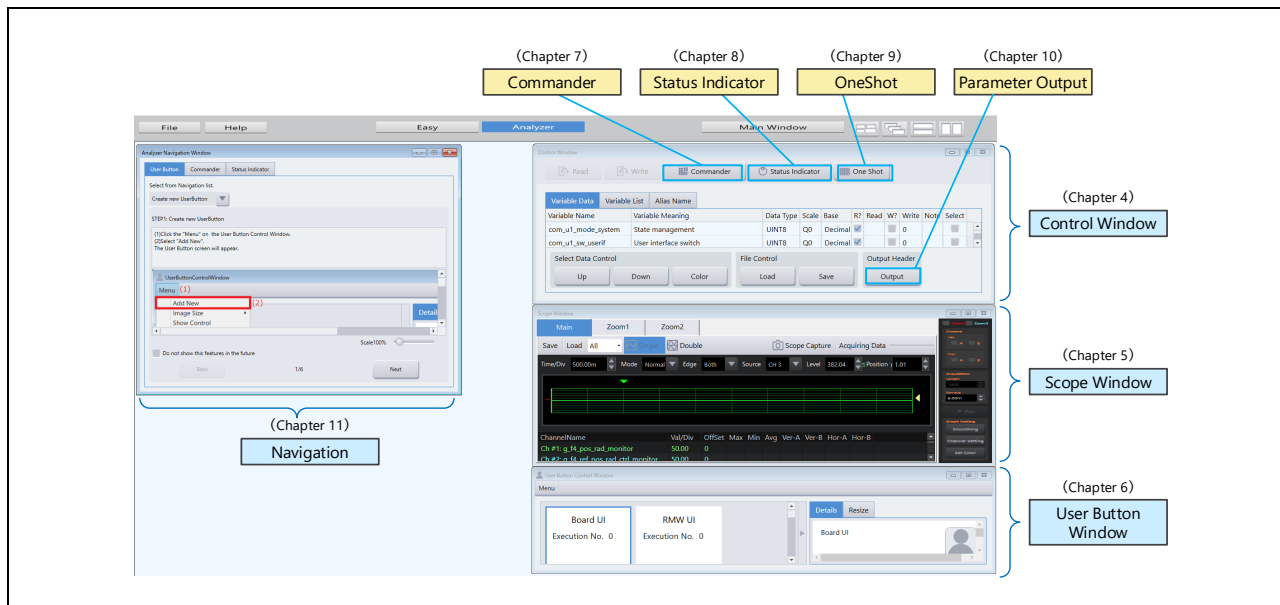 (Chapter 7)
Commander
(Chapter 8)
Status Indicator
(Chapter 9)
OneShot
(Chapter 10)
Parameter Output
File Help Easy Analyzer Main Window
Analyzer Navigation Window
User Button Commander Status Indicator
Select from Navigation list.
Create new UserButton
STEP1: Create new UserButton
(1)Click the "Menu" on the User Button Control Window.
(2)Select "Add New".
The User Button screen will appear.
UserButtonControlWindow
Menu (1)
Add New (2)
Image Size
Show Control
Detail
Scale100%
Do not show this features in the future
Back 1/6 Next
(Chapter 11)
Navigation
Control Window
Read Write Commander Status Indicator One Shot
Variable Data Variable List Alias Name
Variable Name Variable Meaning Data Type Scale Base R? Read W? Write Note Select
com_u1_mode_system State management UINT8 Q0 Decimal 0
com_u1_sw_userif User interface switch UINT8 Q0 Decimal 0
Select Data Control File Control Output Header
Up Down Color Load Save Output
(Chapter 4)
Control Window
Scope Window
Main Zoom1 Zoom2
Save Load All Single Double Scope Capture Acquiring Data
Time/Div 500.00m Mode Normal Edge Both Source CH 3 Level 382.04 Position 1.01
ChannelName Val/Div OffSet Max Min Avg Ver-A Ver-B Hor-A Hor-B
Ch #1: g_f4_pos_rad_monitor 50.00 0
Ch #2: g_f4_ref_pos_rad_ctrl_monitor 50.00 0
Smoothing
Channel Setting
Set Color
(Chapter 5)
Scope Window
User Button Control Window
Menu
Board UI
Execution No. 0
RMW UI
Execution No. 0
Details Resize
Board UI
(Chapter 6)
User Button
Window